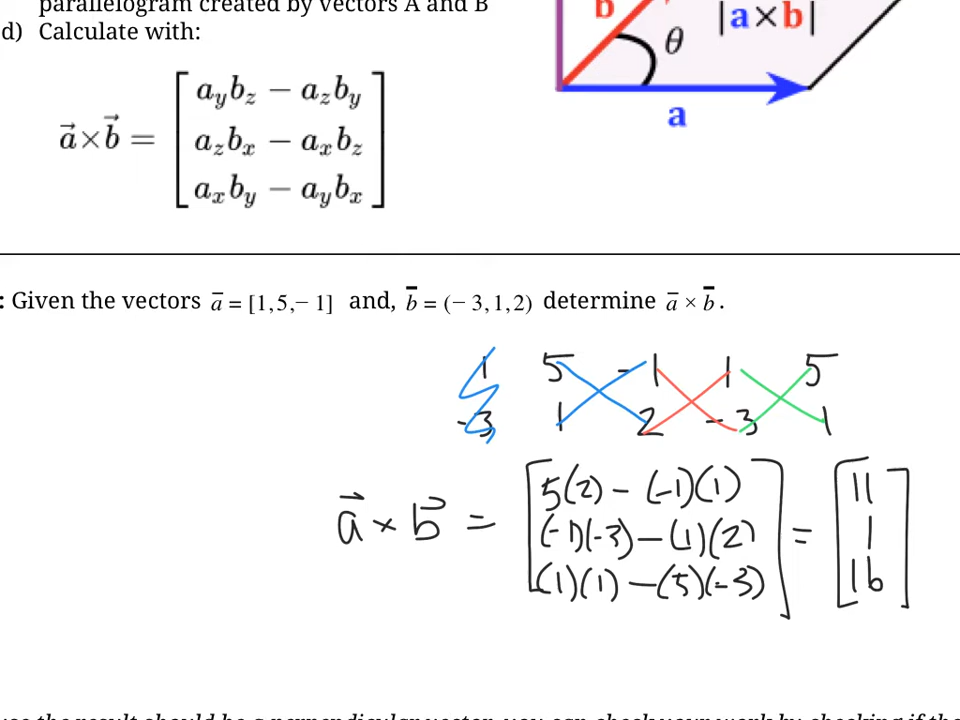 parallelogram created by vectors A and B
d) Calculate with:
b
|a×b|
θ
a
a⃗×b⃗ = [a_y b_z − a_z b_y
a_z b_x − a_x b_z
a_x b_y − a_y b_x]
: Given the vectors a̅ = [1,5,− 1] and, b̅ = (− 3,1,2) determine a̅ × b̅ .
1 5 -1 1 5
-3 1 2 -3 1
a⃗ × b⃗ = [5(2) - (-1)(1)
(-1)(-3) - (1)(2)
(1)(1) - (5)(-3)] = [11
1
16]